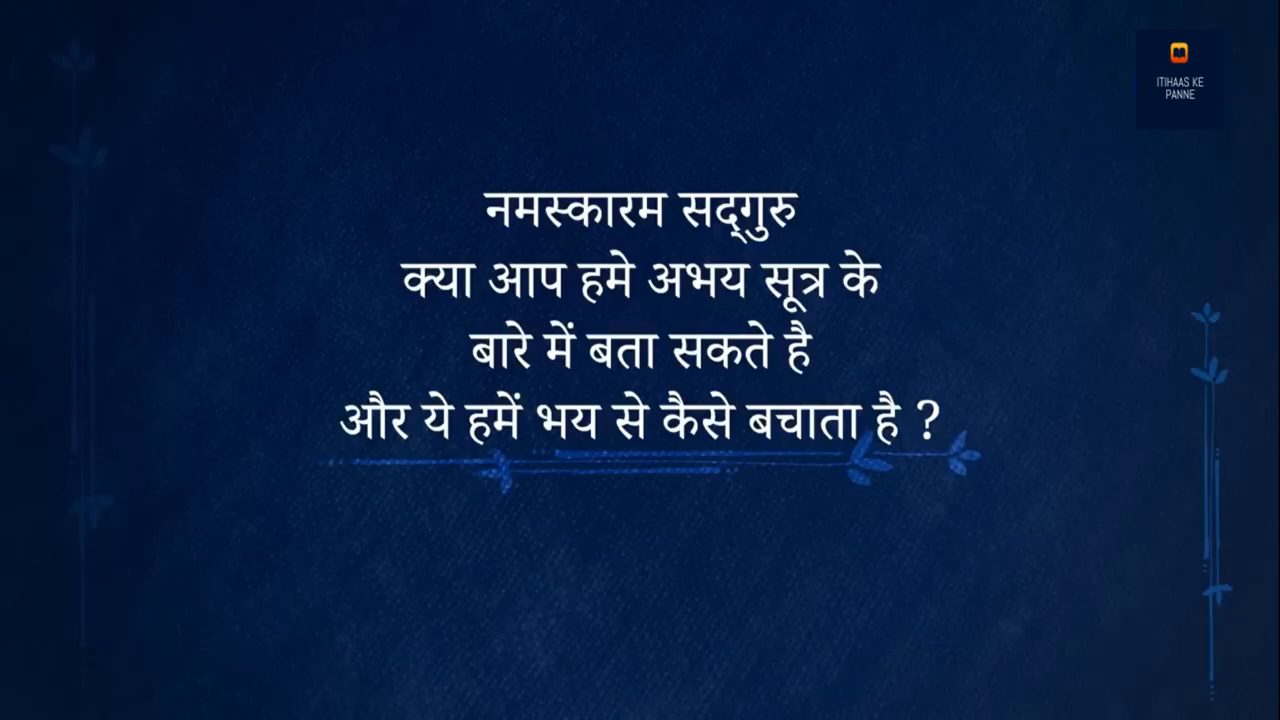 ITIHAAS KE
PANNE
नमस्कारम सद्‌गुरु
क्या आप हमे अभय सूत्र के
बारे में बता सकते है
और ये हमें भय से कैसे बचाता है ?